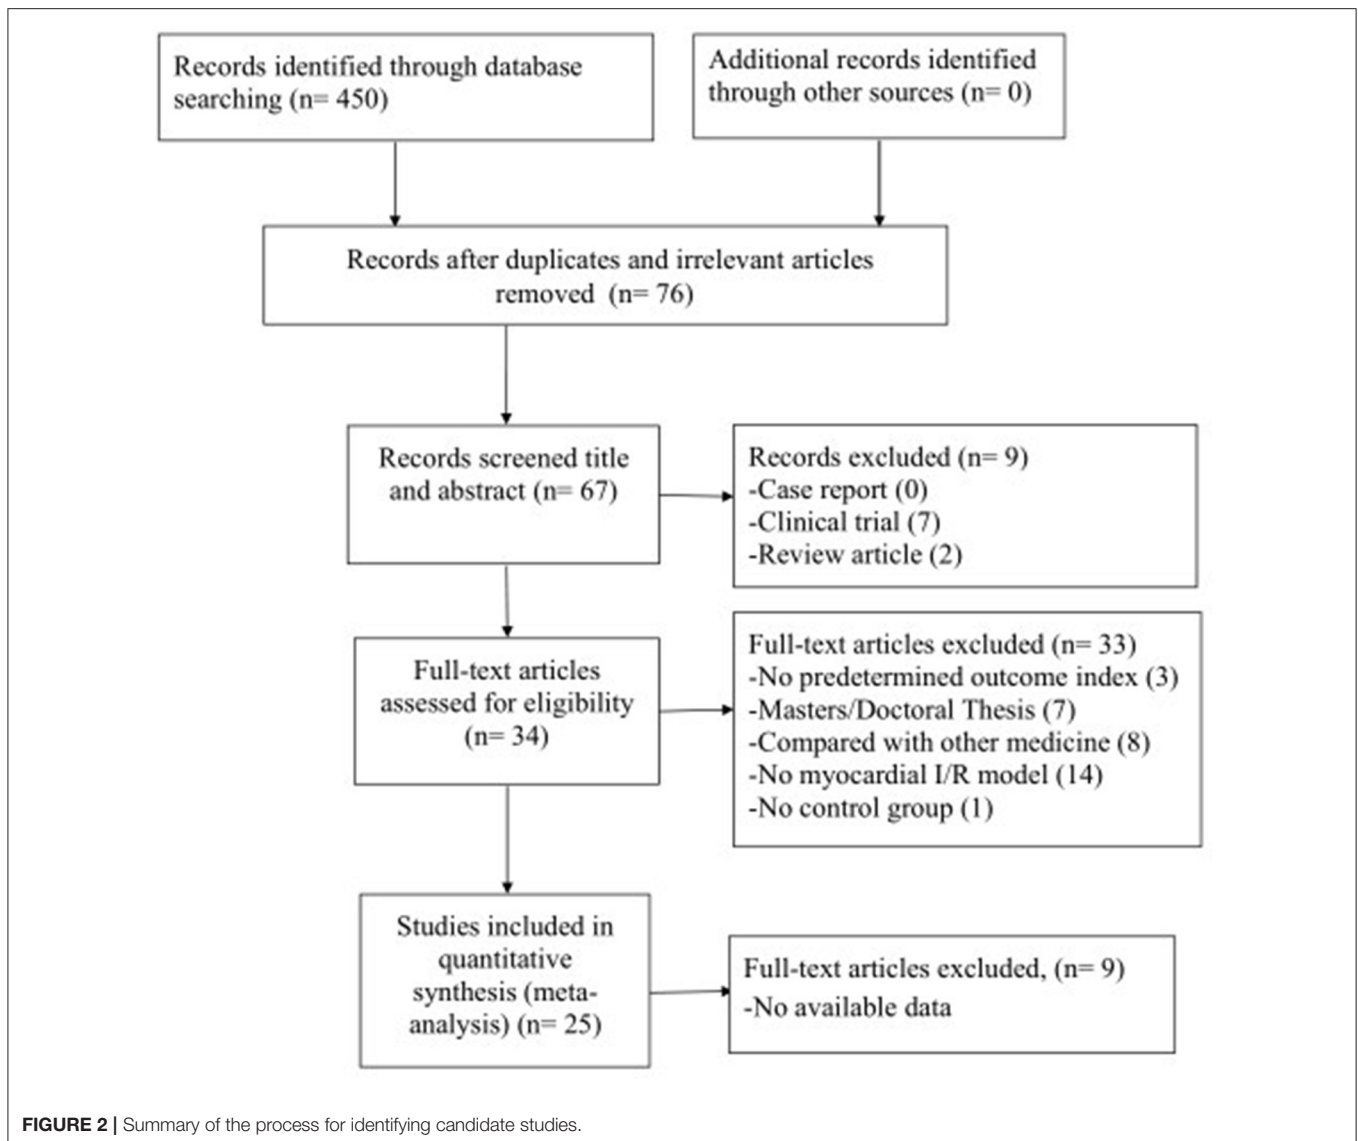 Records identified through database
searching (n= 450)
Additional records identified
through other sources (n= 0)
Records after duplicates and irrelevant articles
removed (n= 76)
Records screened title
and abstract (n= 67)
Records excluded (n= 9)
-Case report (0)
-Clinical trial (7)
-Review article (2)
Full-text articles
assessed for eligibility
(n= 34)
Full-text articles excluded (n= 33)
-No predetermined outcome index (3)
-Masters/Doctoral Thesis (7)
-Compared with other medicine (8)
-No myocardial I/R model (14)
-No control group (1)
Studies included in
quantitative
synthesis (meta-
analysis) (n= 25)
Full-text articles excluded, (n= 9)
-No available data
FIGURE 2 | Summary of the process for identifying candidate studies.